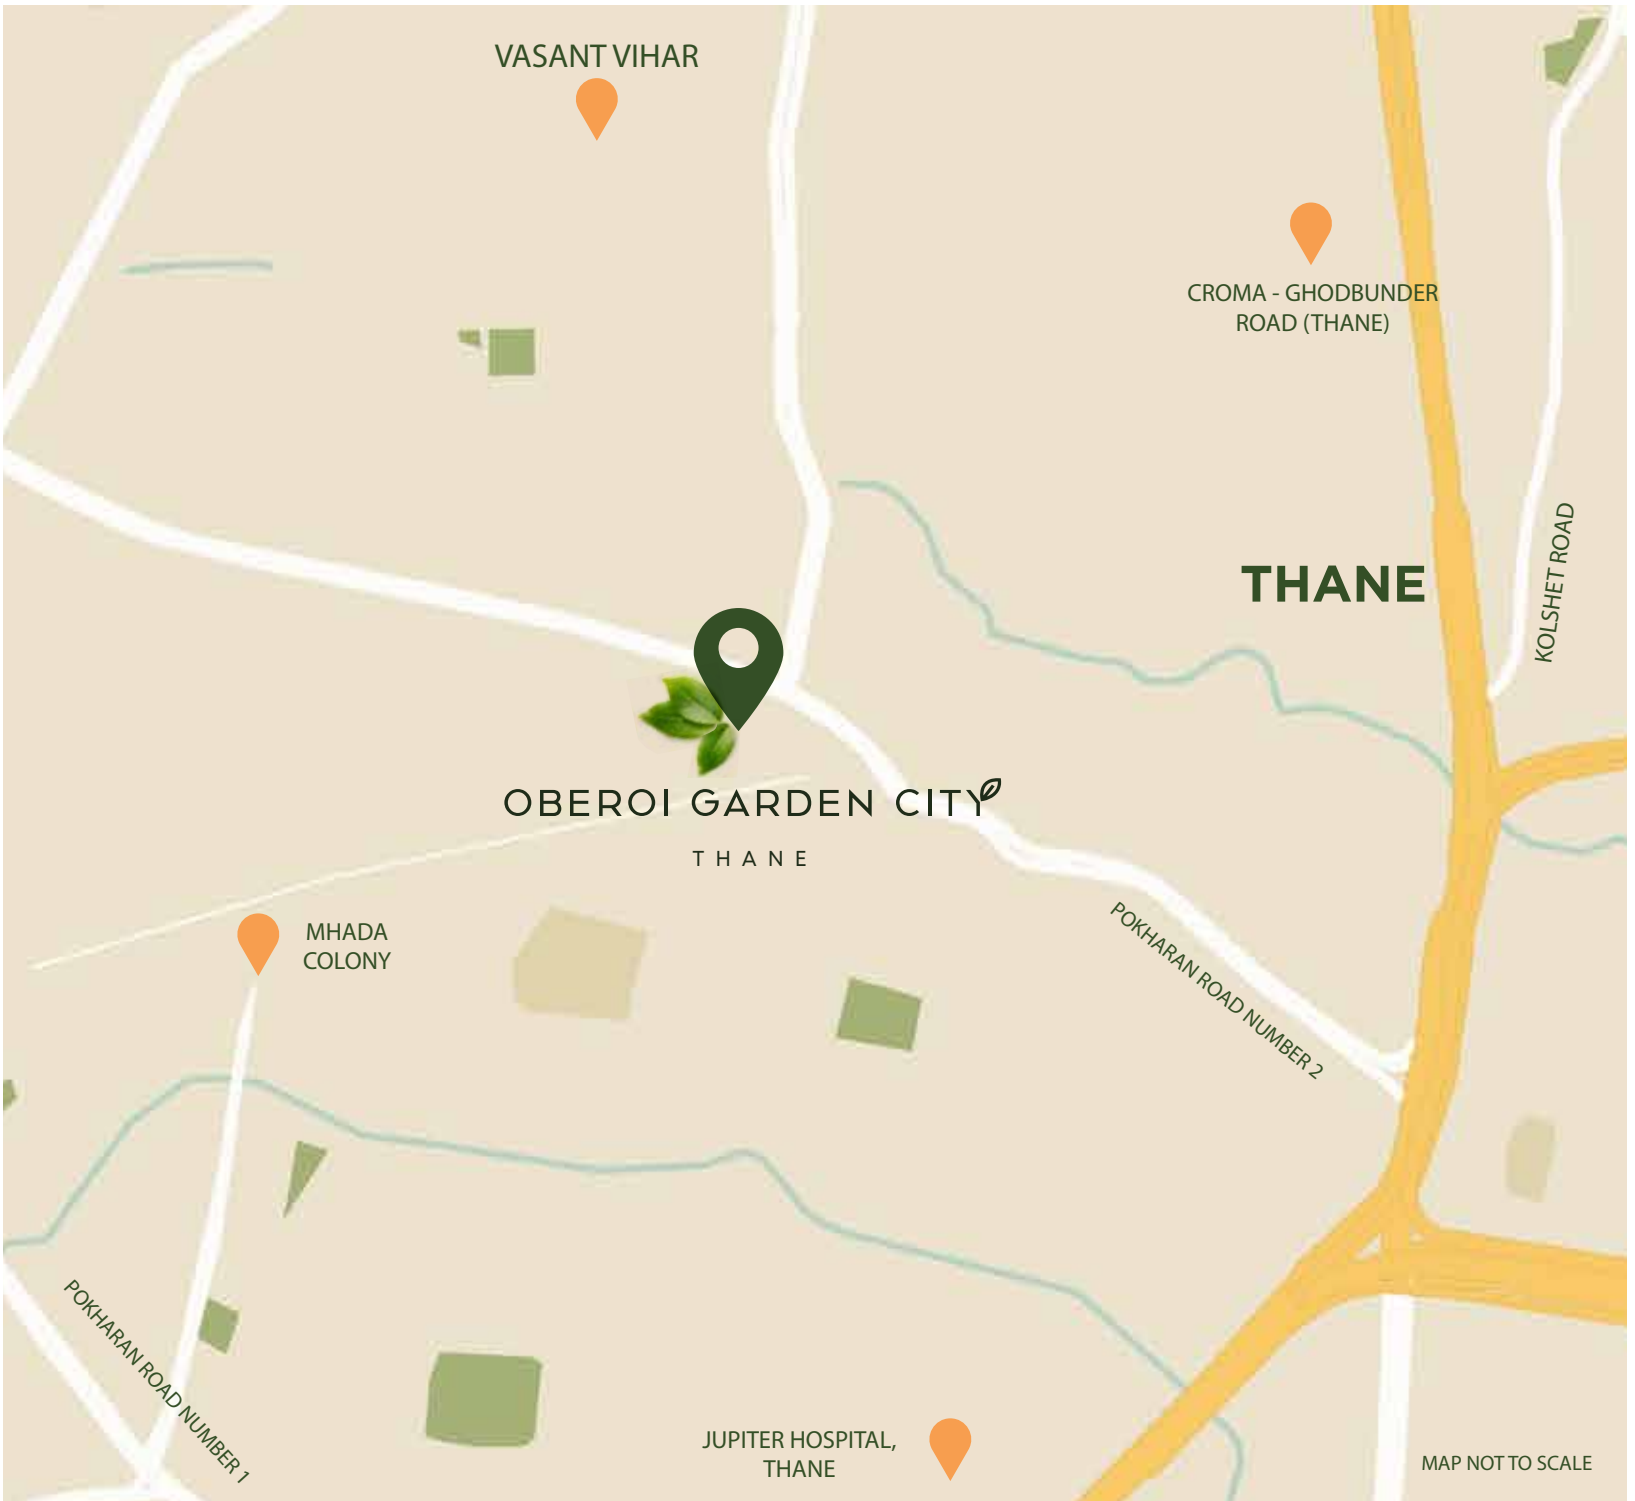 VASANT VIHAR
CROMA - GHODBUNDER
ROAD (THANE)
KOLSHET ROAD
THANE
OBEROI GARDEN CITY
THANE
MHADA
COLONY
POKHARAN ROAD NUMBER 2
POKHARAN ROAD NUMBER 1
JUPITER HOSPITAL,
THANE
MAP NOT TO SCALE